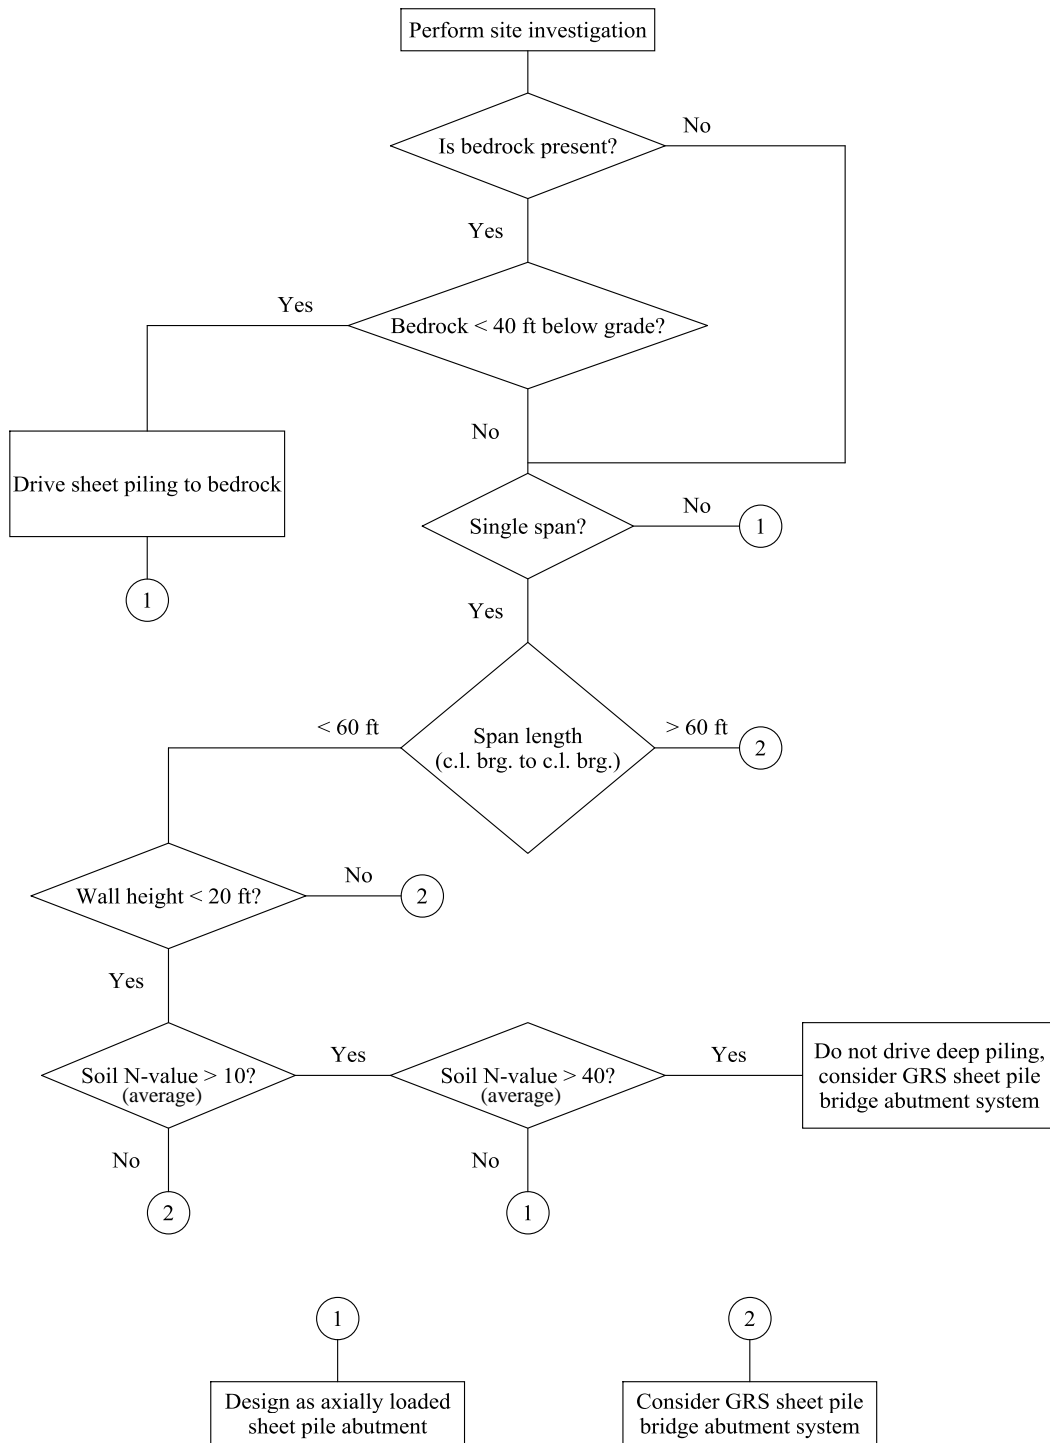 Perform site investigation
No
Is bedrock present?
Yes
Yes
Bedrock < 40 ft below grade?
No
Drive sheet piling to bedrock
No
Single span?
1
1
Yes
< 60 ft
> 60 ft
Span length
(c.l. brg. to c.l. brg.)
2
No
Wall height < 20 ft?
2
Yes
Yes
Yes
Do not drive deep piling,
consider GRS sheet pile
bridge abutment system
Soil N-value > 10?
(average)
Soil N-value > 40?
(average)
No
No
2
1
1
2
Design as axially loaded
sheet pile abutment
Consider GRS sheet pile
bridge abutment system